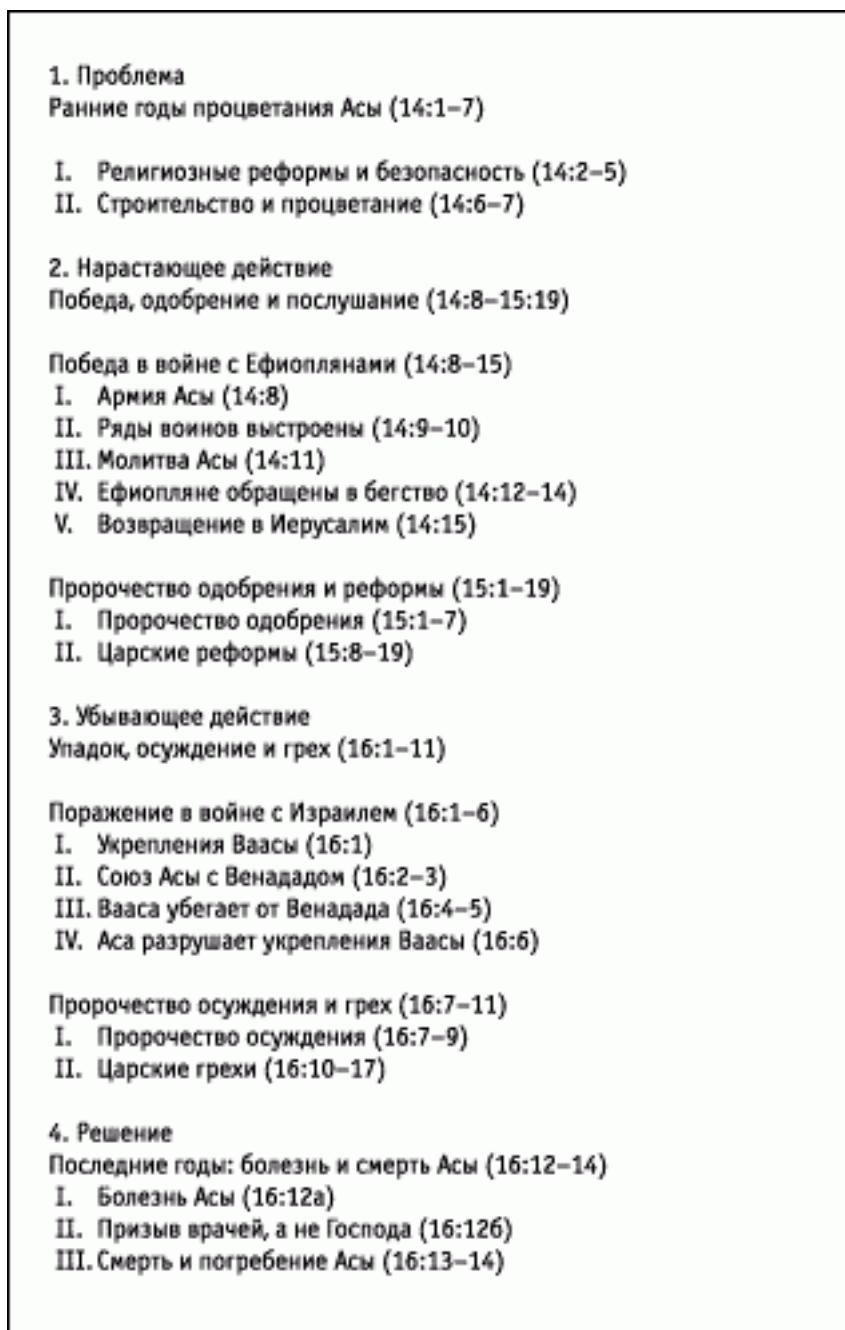 1. Проблема
Ранние годы процветания Асы (14:1–7)
I. Религиозные реформы и безопасность (14:2–5)
II. Строительство и процветание (14:6–7)
2. Нарастающее действие
Победа, одобрение и послушание (14:8–15:19)
Победа в войне с Ефиоплянами (14:8–15)
I. Армия Асы (14:8)
II. Ряды воинов выстроены (14:9–10)
III. Молитва Асы (14:11)
IV. Ефиопляне обращены в бегство (14:12–14)
V. Возвращение в Иерусалим (14:15)
Пророчество одобрения и реформы (15:1–19)
I. Пророчество одобрения (15:1–7)
II. Царские реформы (15:8–19)
3. Убывающее действие
Упадок, осуждение и грех (16:1–11)
Поражение в войне с Израилем (16:1–6)
I. Укрепления Ваасы (16:1)
II. Союз Асы с Венададом (16:2–3)
III. Вааса убегает от Венадада (16:4–5)
IV. Аса разрушает укрепления Ваасы (16:6)
Пророчество осуждения и грех (16:7–11)
I. Пророчество осуждения (16:7–9)
II. Царские грехи (16:10–17)
4. Решение
Последние годы: болезнь и смерть Асы (16:12–14)
I. Болезнь Асы (16:12а)
II. Призыв врачей, а не Господа (16:12б)
III. Смерть и погребение Асы (16:13–14)